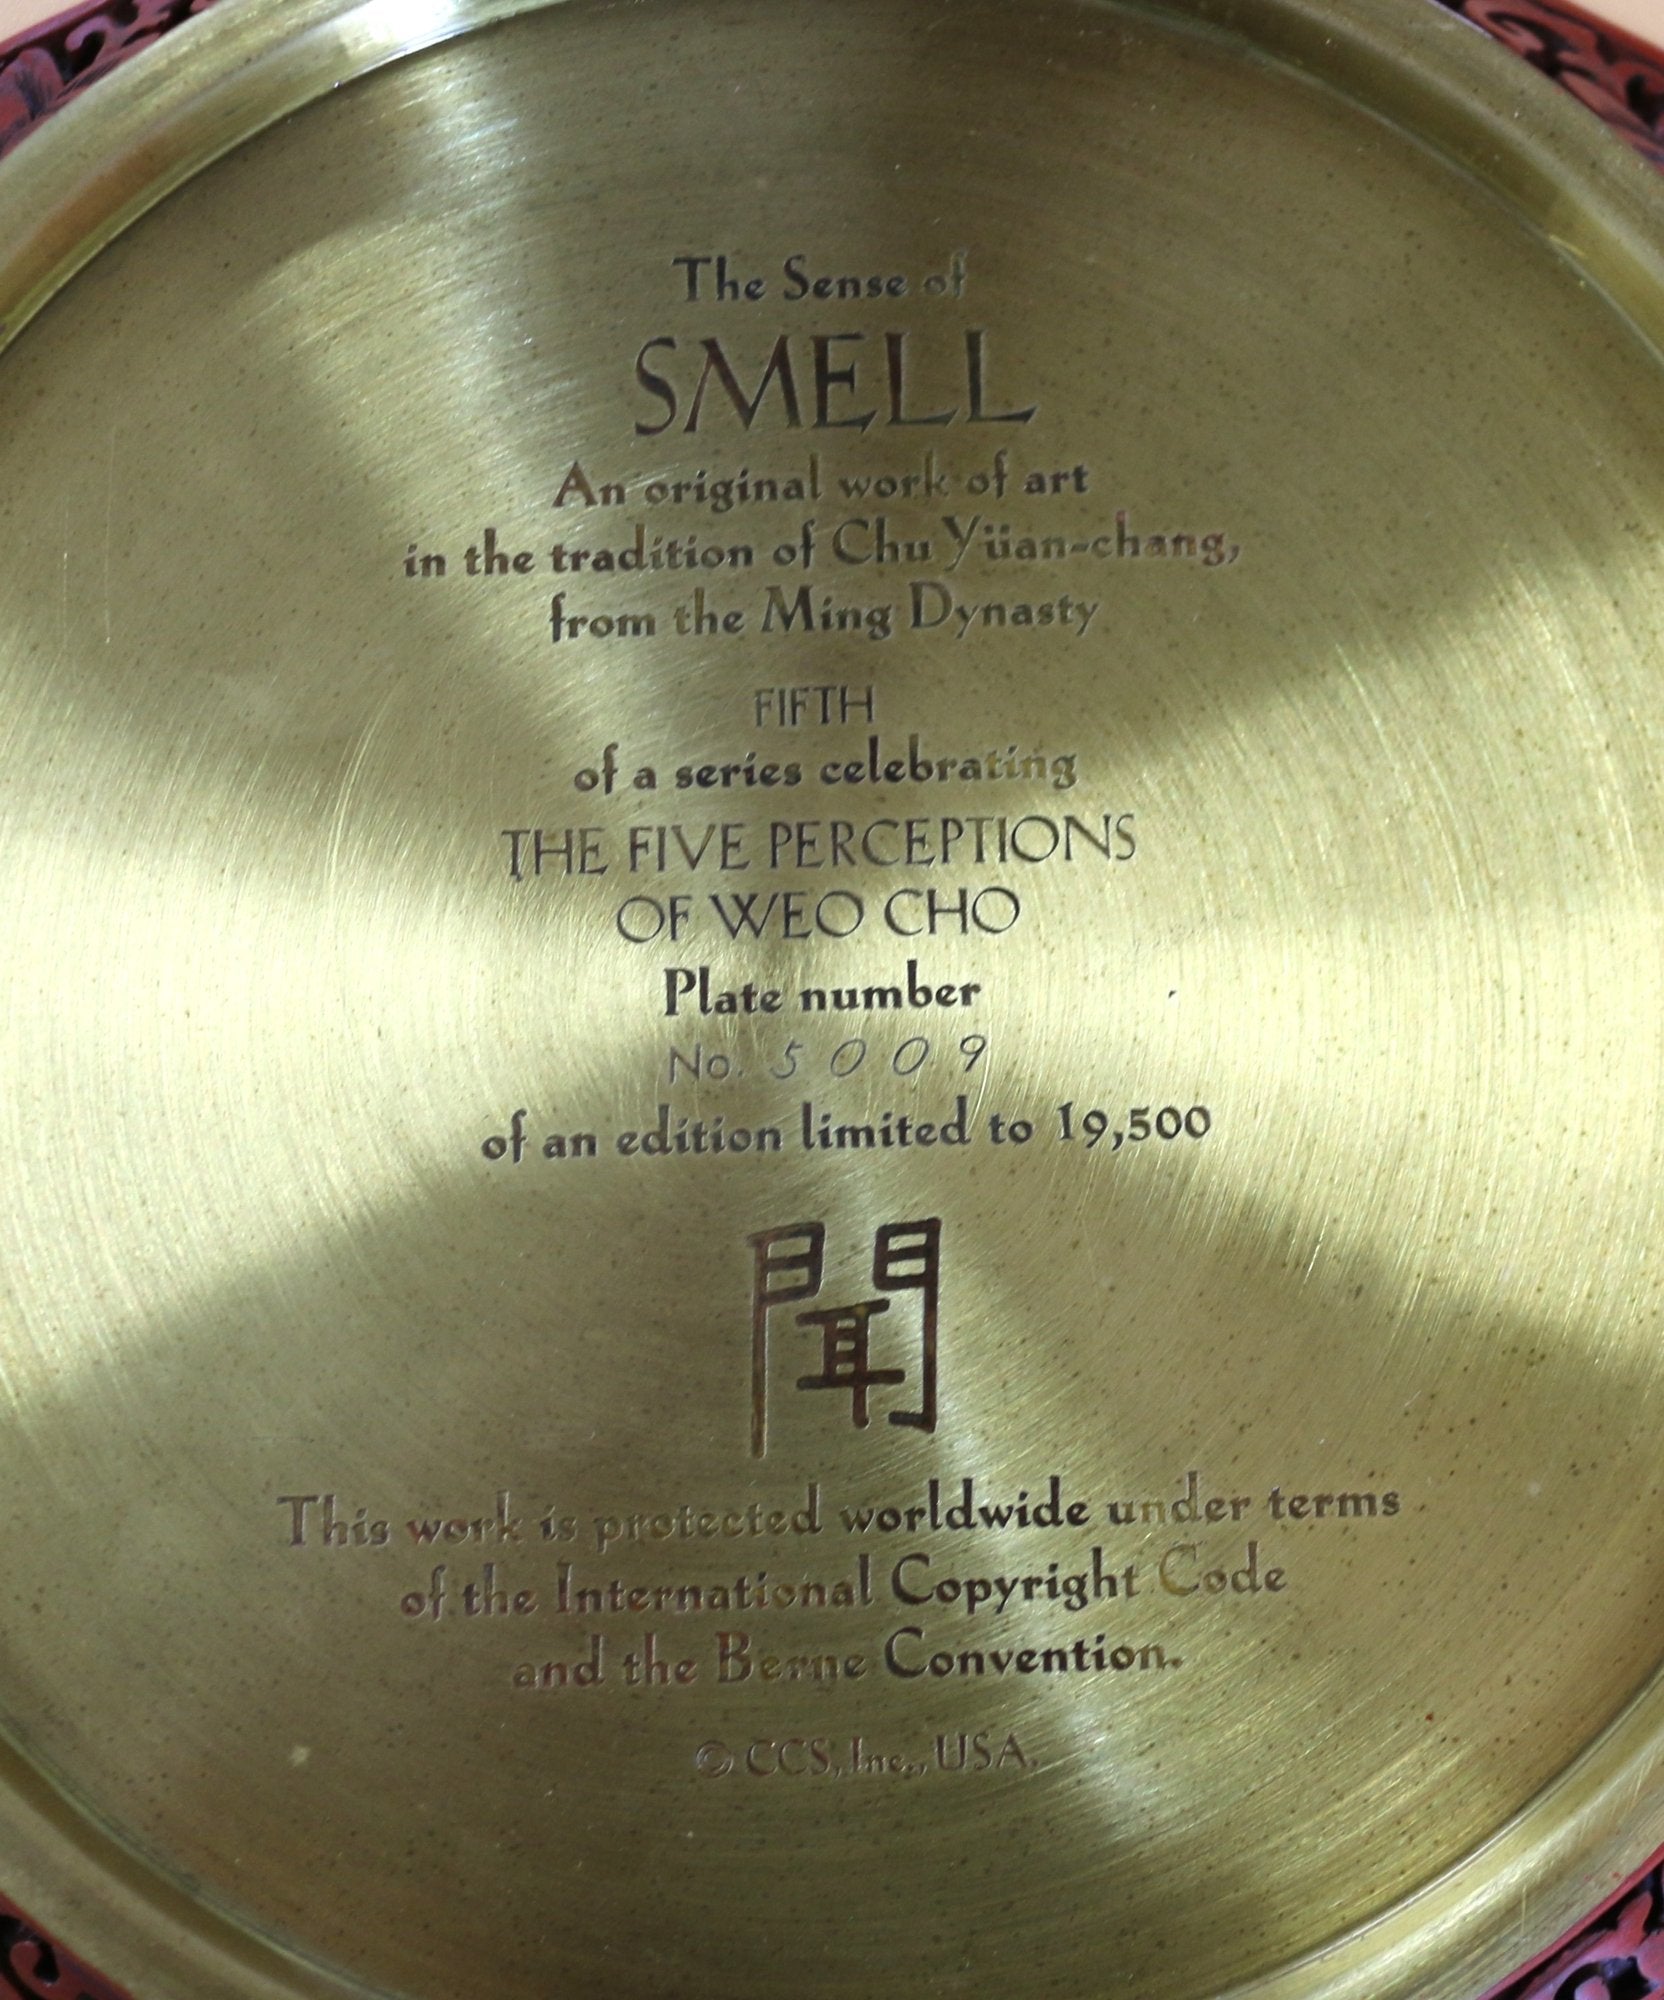 The Sense of
SMELL
An original work of art
in the tradition of Chu Yüan-chang,
from the Ming Dynasty
FIFTH
of a series celebrating
THE FIVE PERCEPTIONS
OF WEO CHO
Plate number
No. 5009
of an edition limited to 19,500
聞
This work is protected worldwide under terms
of the International Copyright Code
and the Berne Convention.
© CCS, Inc., USA.